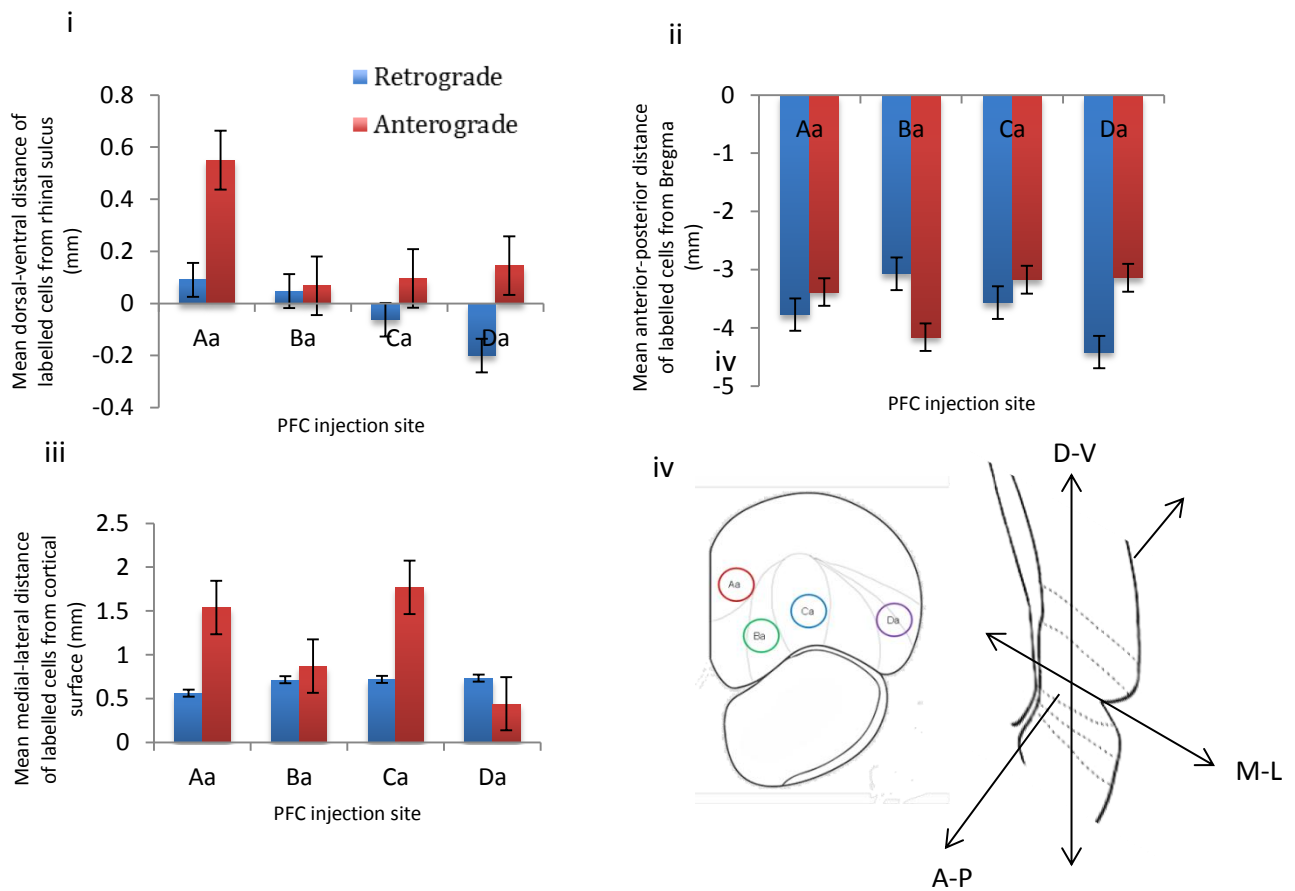 i
Retrograde
Anterograde
Mean dorsal-ventral distance of
labelled cells from rhinal sulcus
(mm)
0.8
0.6
0.4
0.2
0
-0.2
-0.4
Aa
Ba
Ca
Da
PFC injection site
ii
Mean anterior-posterior distance
of labelled cells from Bregma
(mm)
0
-1
-2
-3
-4
-5
Aa
Ba
Ca
Da
iv
PFC injection site
iii
Mean medial-lateral distance
of labelled cells from cortical
surface (mm)
2.5
2
1.5
1
0.5
0
Aa
Ba
Ca
Da
PFC injection site
iv
Aa
Ba
Ca
Da
D-V
M-L
A-P